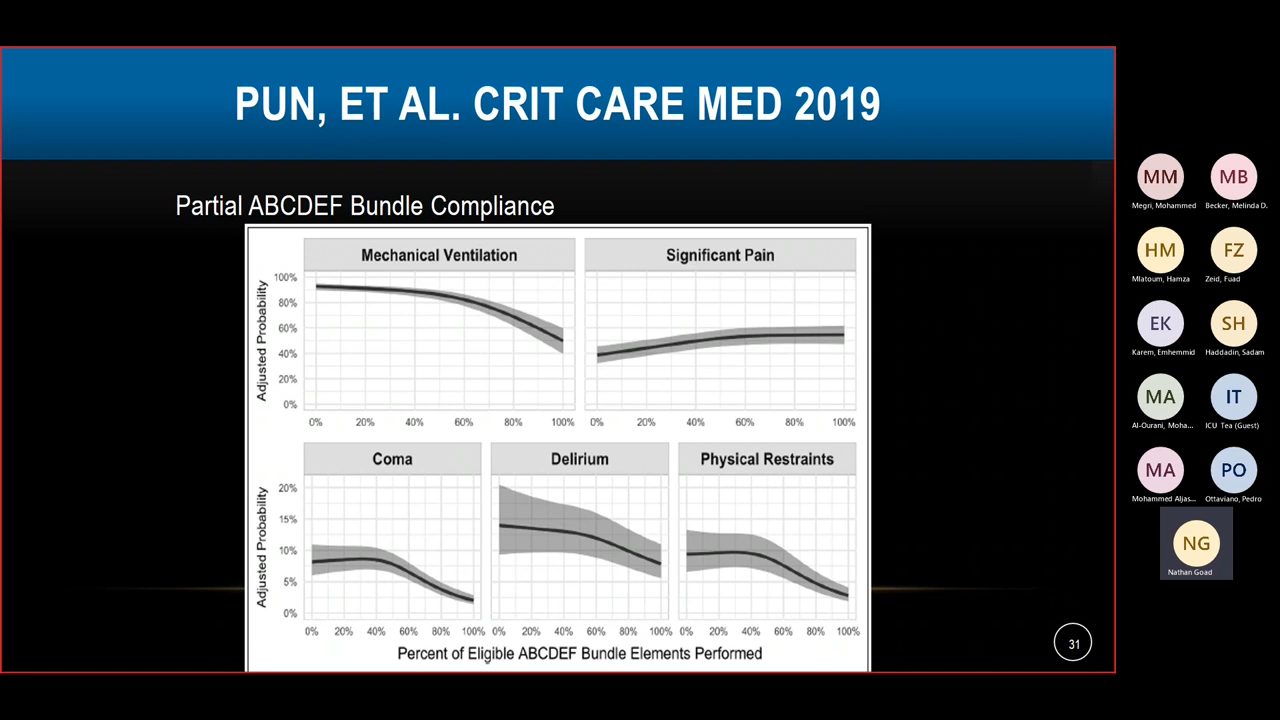 PUN, ET AL. CRIT CARE MED 2019
Partial ABCDEF Bundle Compliance
Mechanical Ventilation
Significant Pain
Adjusted Probability
100%
80%
60%
40%
20%
0%
0% 20% 40% 60% 80% 100%
0% 20% 40% 60% 80% 100%
Coma
Delirium
Physical Restraints
Adjusted Probability
20%
15%
10%
5%
0%
0% 20% 40% 60% 80% 100%
0% 20% 40% 60% 80% 100%
0% 20% 40% 60% 80% 100%
Percent of Eligible ABCDEF Bundle Elements Performed
31
MM MB
Megri, Mohammed Becker, Melinda D.
HM FZ
Mlatoum, Hamza Zeid, Fuad
EK SH
Karem, Emhemmid Haddadin, Sadam
MA IT
Al-Ourani, Moha... ICU Tea (Guest)
MA PO
Mohammed Aljas... Ottaviano, Pedro
NG
Nathan Goad